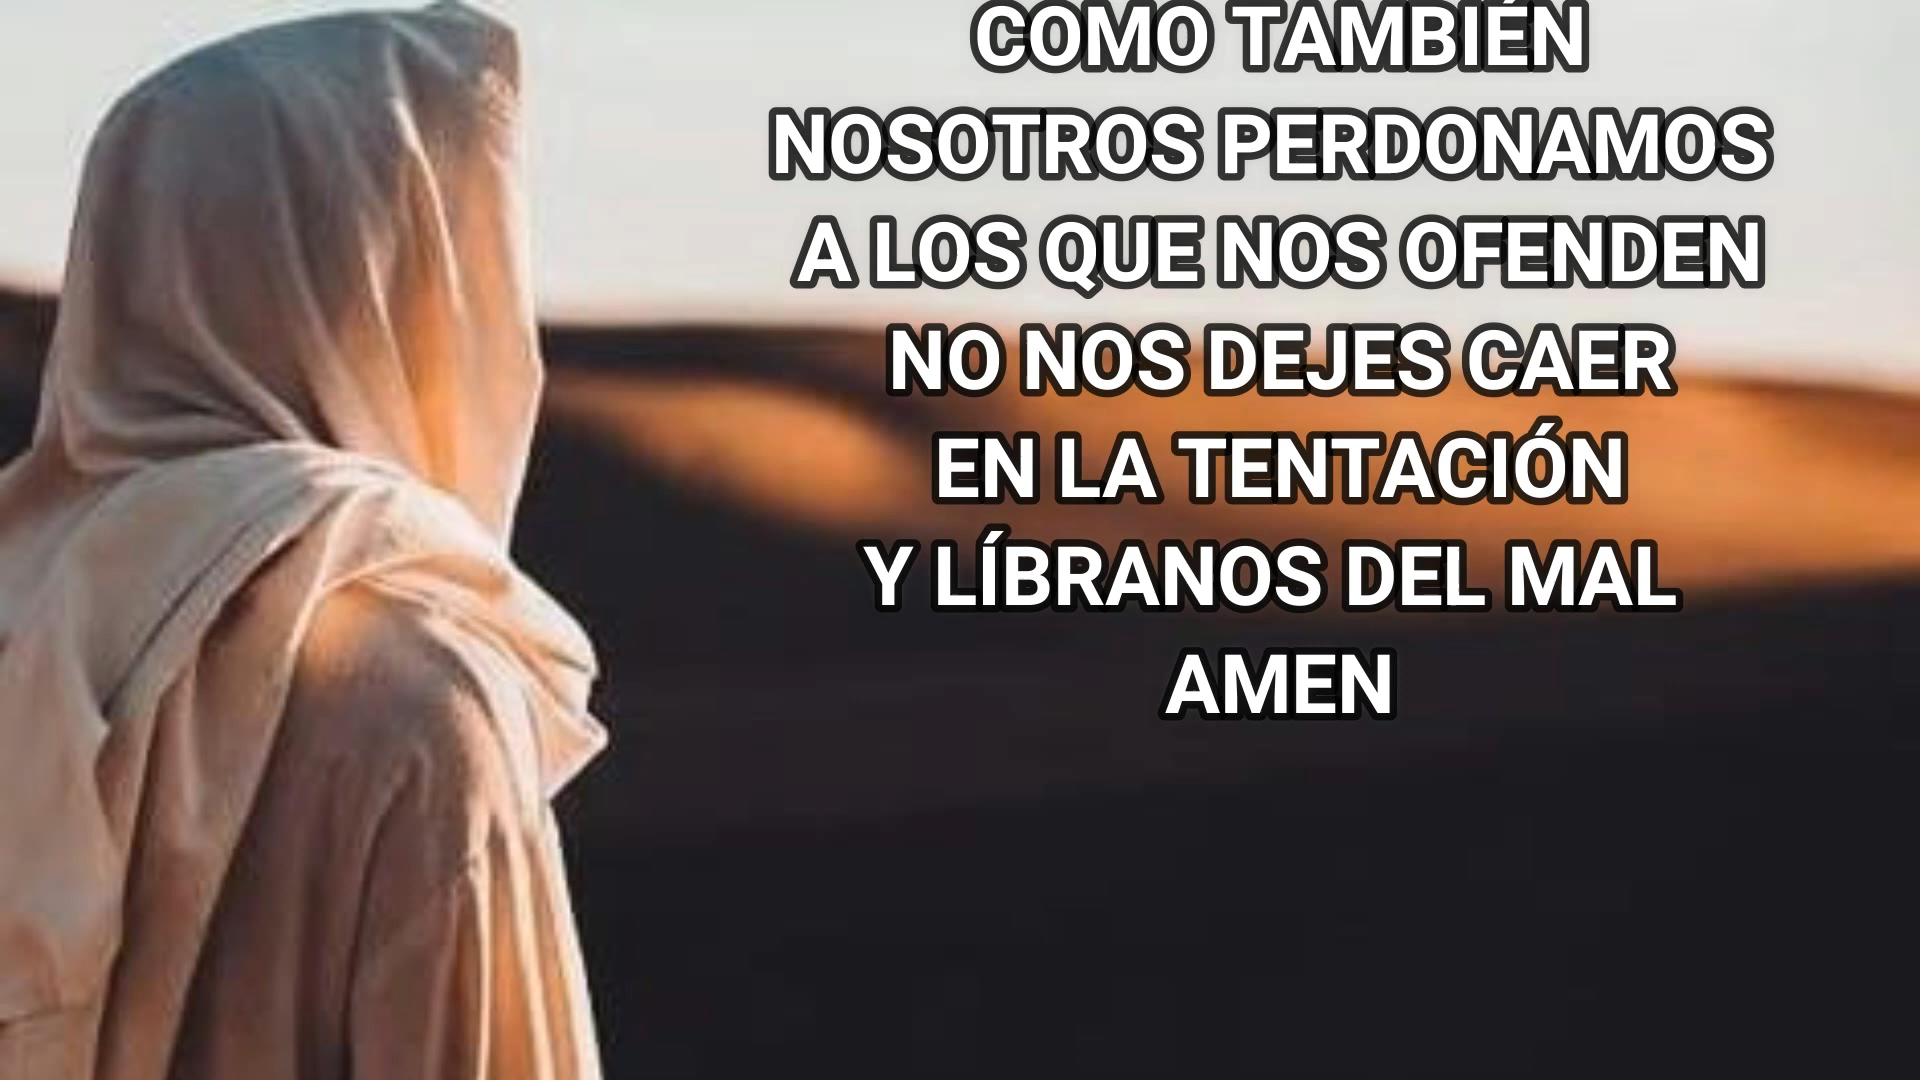 COMO TAMBIÉN
NOSOTROS PERDONAMOS
A LOS QUE NOS OFENDEN
NO NOS DEJES CAER
EN LA TENTACIÓN
Y LÍBRANOS DEL MAL
AMEN